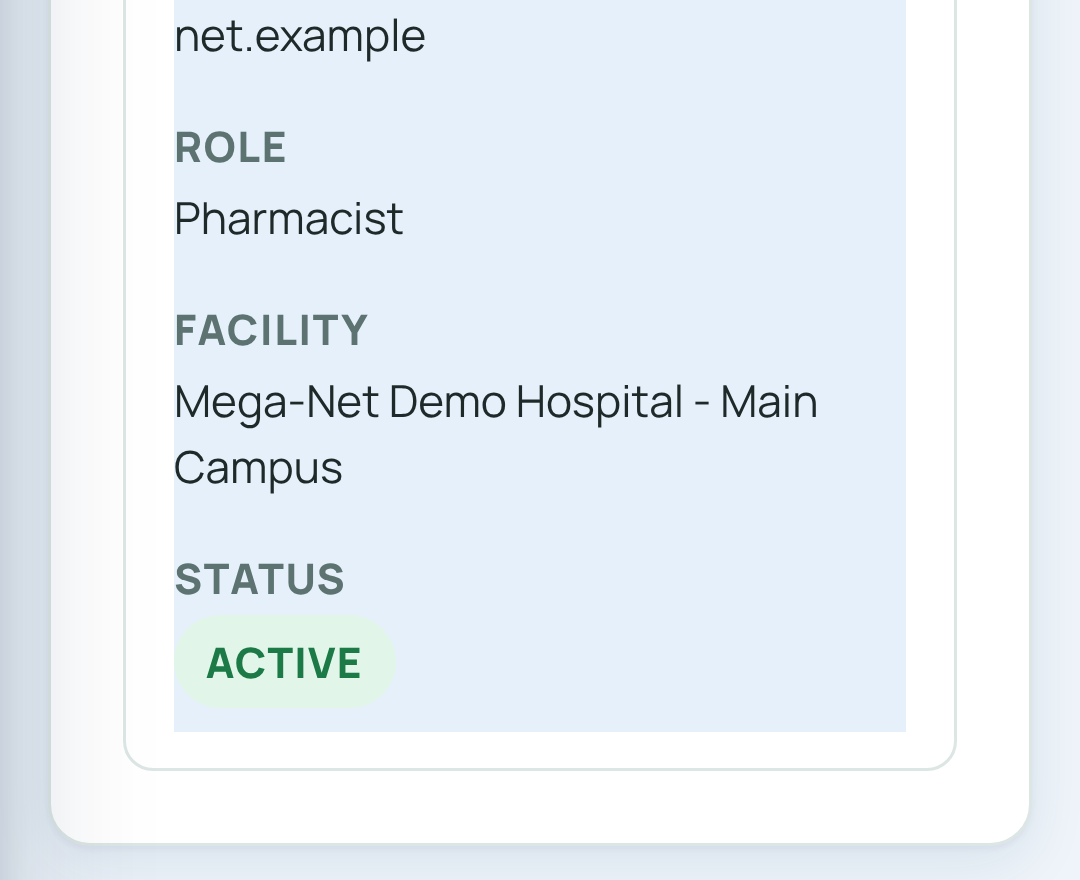 net.example
ROLE
Pharmacist
FACILITY
Mega-Net Demo Hospital - Main
Campus
STATUS
ACTIVE